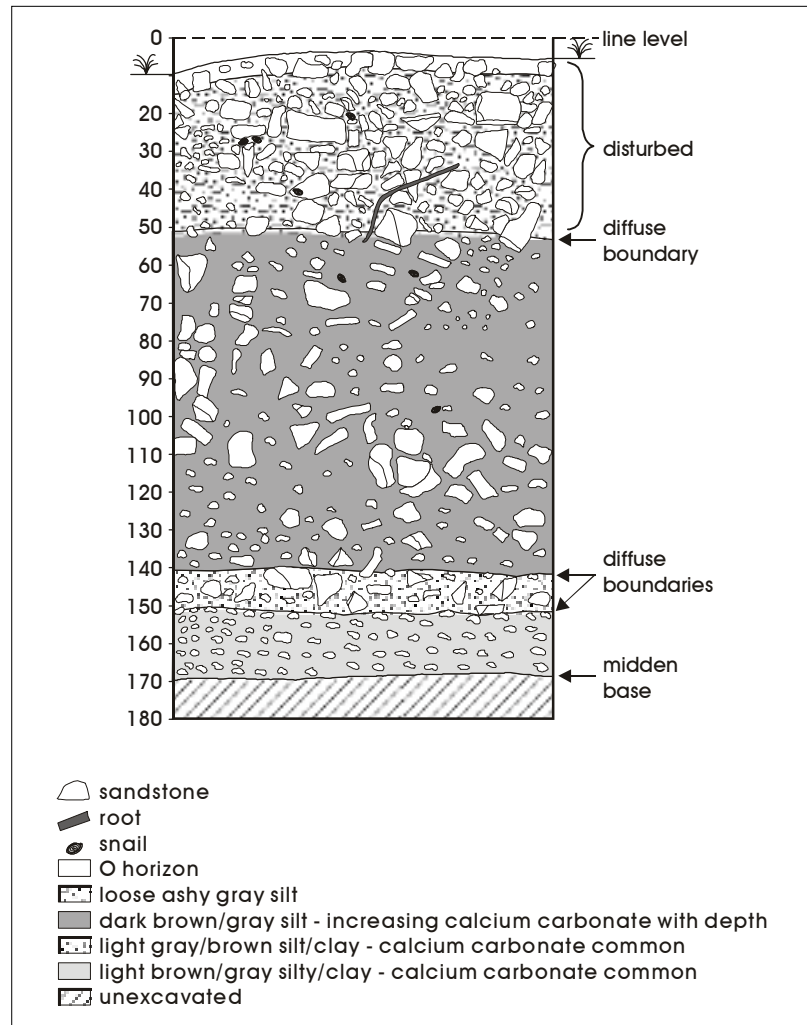 0
line level
20
30
disturbed
40
50
diffuse
boundary
60
70
80
90
100
110
120
130
140
diffuse
boundaries
150
160
midden
base
170
180
sandstone
root
snail
O horizon
loose ashy gray silt
dark brown/gray silt - increasing calcium carbonate with depth
light gray/brown silt/clay - calcium carbonate common
light brown/gray silty/clay - calcium carbonate common
unexcavated